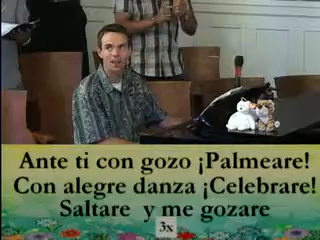 Ante ti con gozo ¡Palmeare!
Con alegre danza ¡Celebrare!
Saltare y me gozare
3x